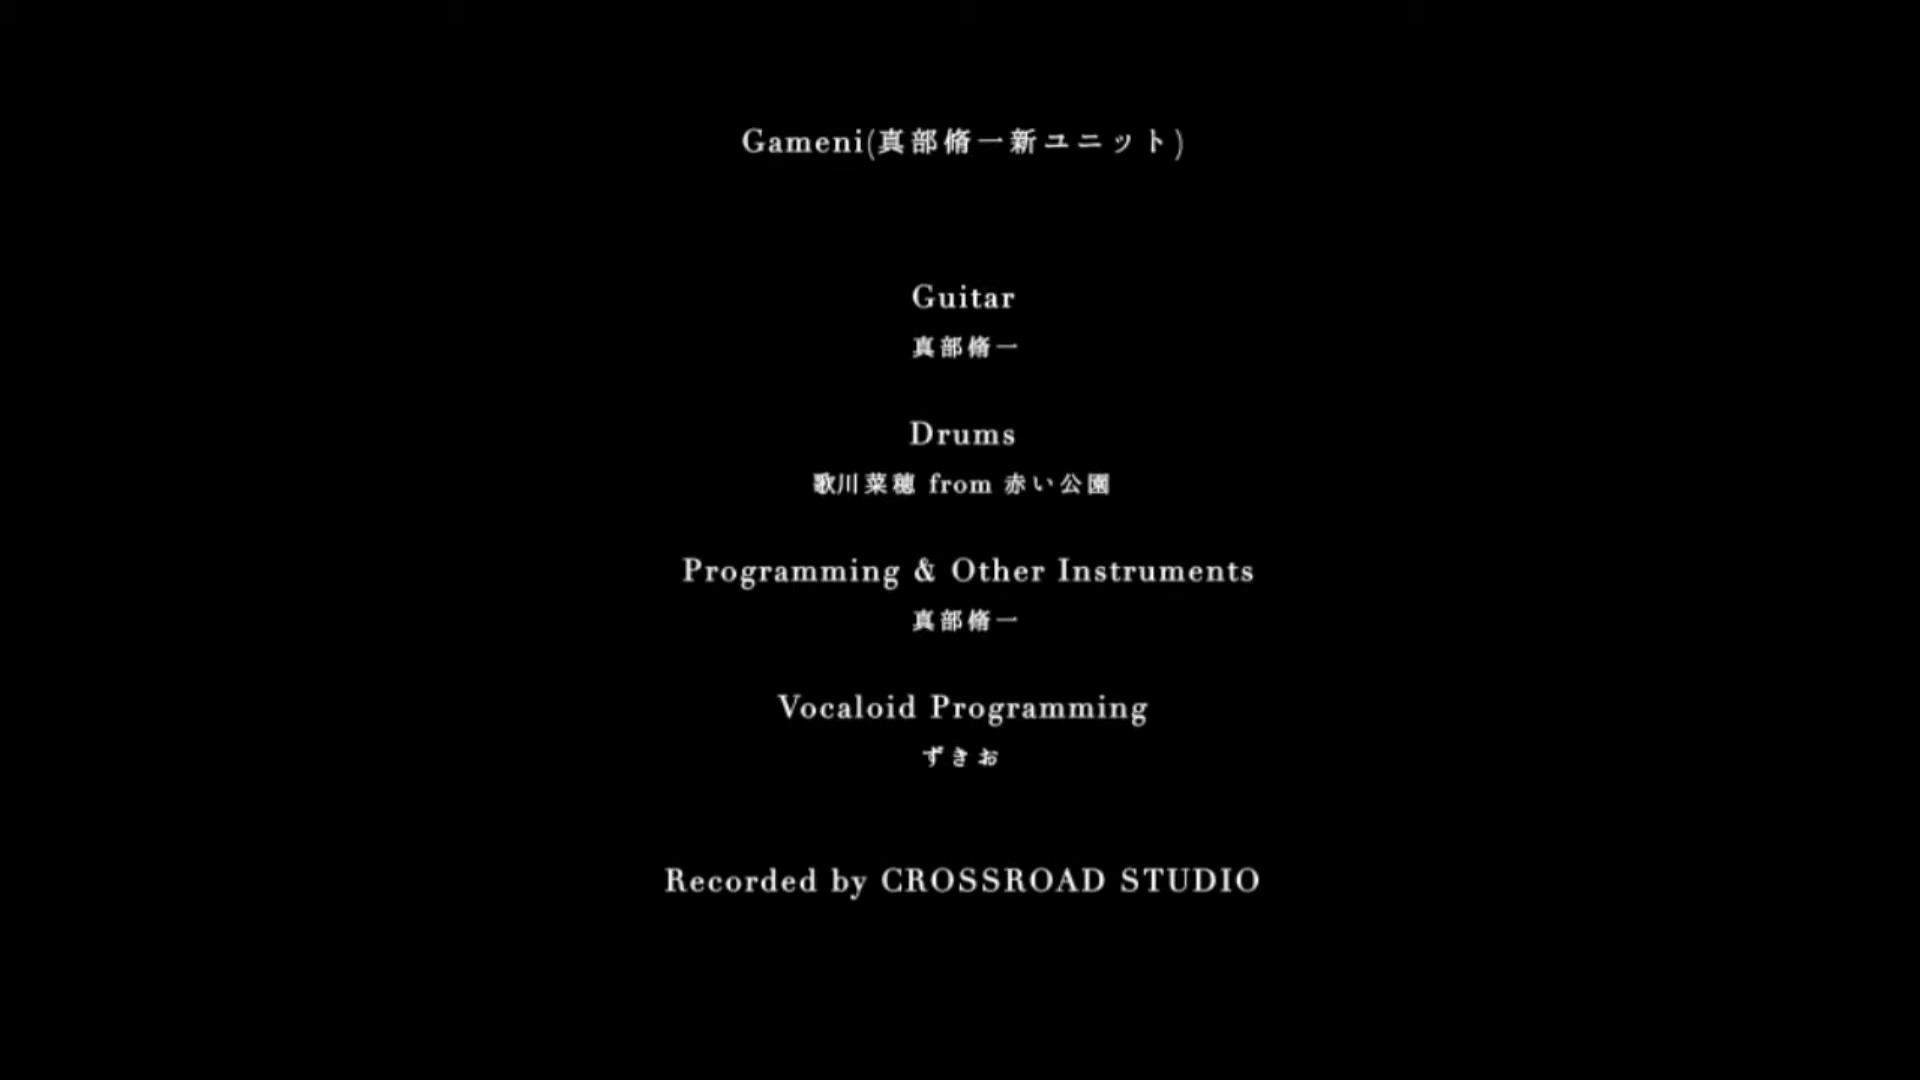 Gameni(真部脩一新ユニット)
Guitar
真部脩一
Drums
歌川菜穂 from 赤い公園
Programming & Other Instruments
真部脩一
Vocaloid Programming
ずきお
Recorded by CROSSROAD STUDIO